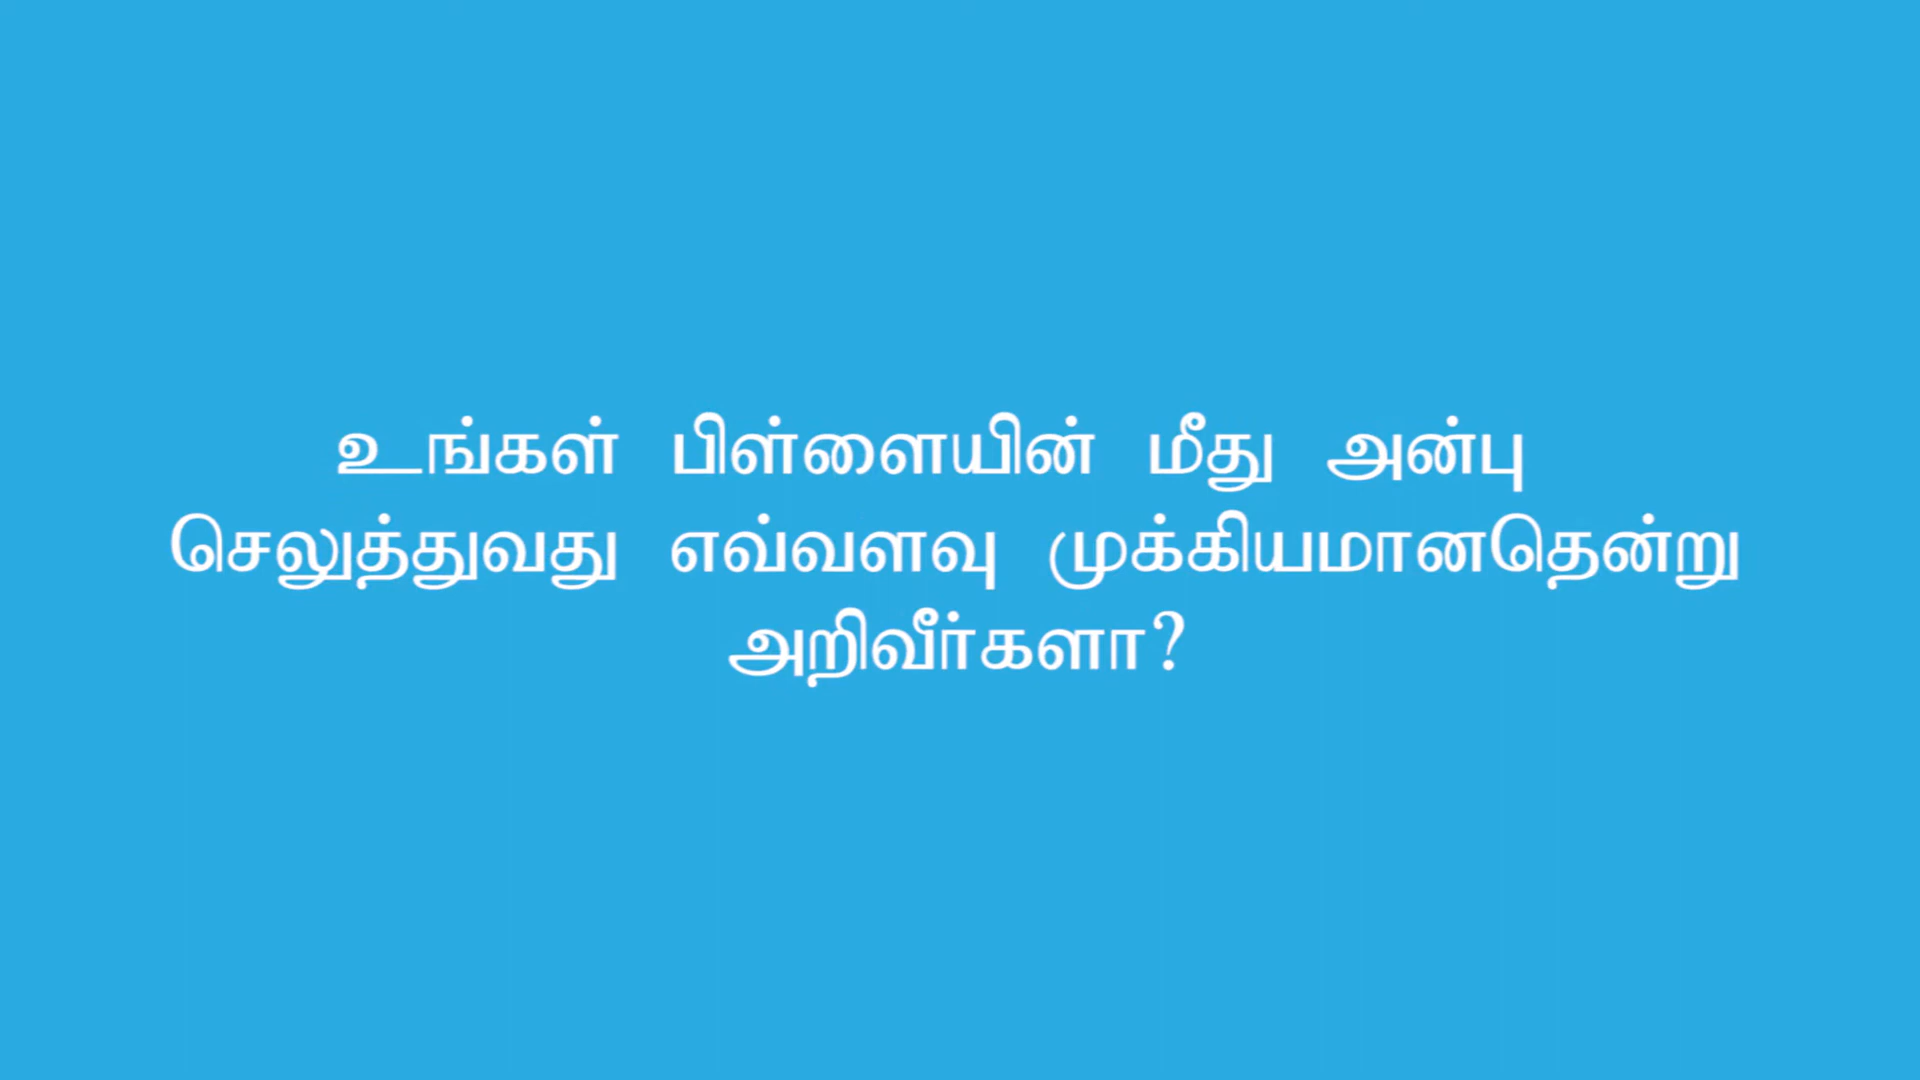 உங்கள் பிள்ளையின் மீது அன்பு
செலுத்துவது எவ்வளவு முக்கியமானதென்று
அறிவீர்களா?